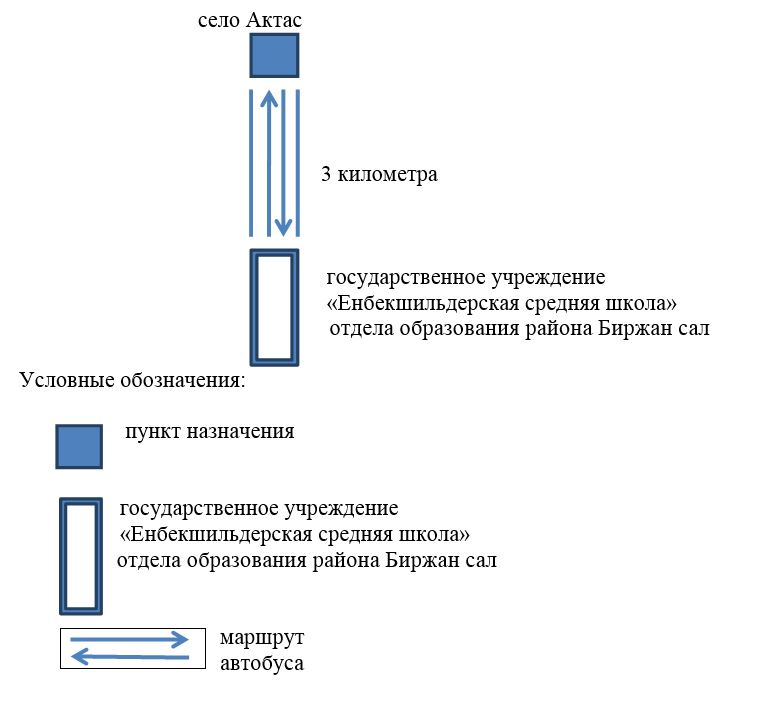 село Актас
3 километра
государственное учреждение
«Енбекшильдерская средняя школа»
отдела образования района Биржан сал
Условные обозначения:
пункт назначения
государственное учреждение
«Енбекшильдерская средняя школа»
отдела образования района Биржан сал
маршрут
автобуса